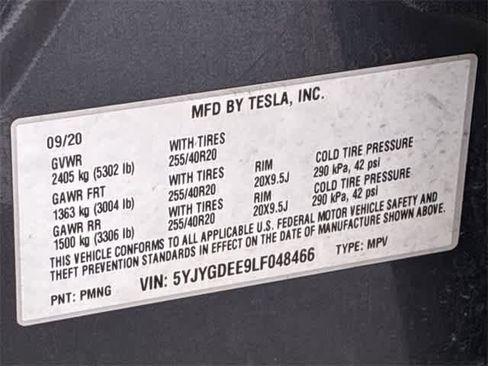 MFD BY TESLA, INC.
09/20
GVWR WITH TIRES
2405 kg (5302 lb) 255/40R20
GAWR FRT WITH TIRES RIM COLD TIRE PRESSURE
1363 kg (3004 lb) 255/40R20 20X9.5J 290 kPa, 42 psi
GAWR RR WITH TIRES RIM COLD TIRE PRESSURE
1500 kg (3306 lb) 255/40R20 20X9.5J 290 kPa, 42 psi
THIS VEHICLE CONFORMS TO ALL APPLICABLE U.S. FEDERAL MOTOR VEHICLE SAFETY AND
THEFT PREVENTION STANDARDS IN EFFECT ON THE DATE OF MANUFACTURE SHOWN ABOVE.
PNT: PMNG VIN: 5YJYGDEE9LF048466 TYPE: MPV